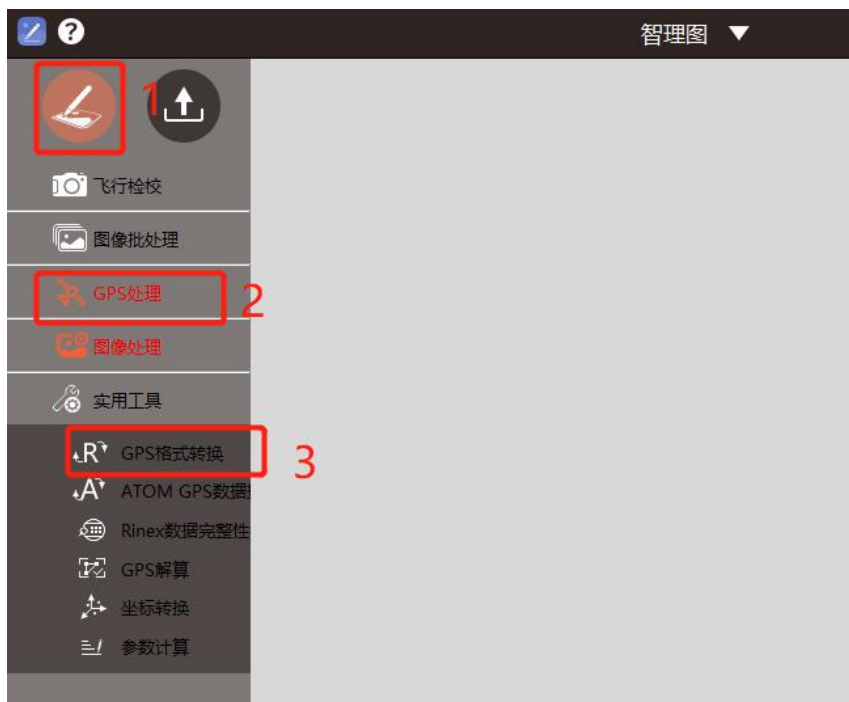 智理图
1
飞行检校
图像批处理
GPS处理
2
图像处理
实用工具
R GPS格式转换
3
A ATOM GPS数据
Rinex数据完整性
GPS解算
坐标转换
参数计算